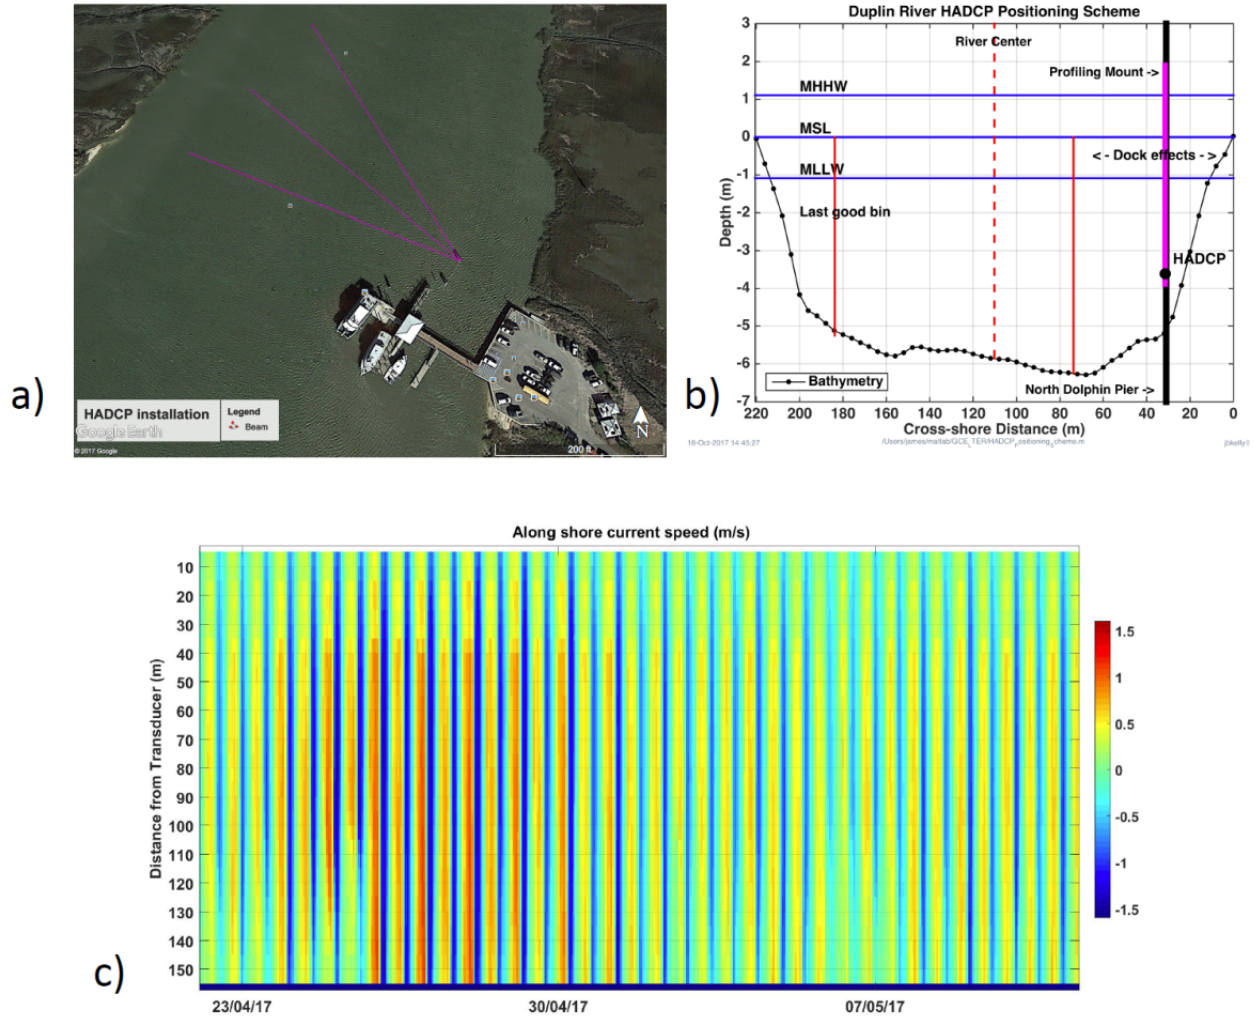 a)
HADCP installation
Google Earth
© 2017 Google
Legend
Beam
N
200 ft
b)
Duplin River HADCP Positioning Scheme
River Center
Profiling Mount ->
MHHW
MSL
< - Dock effects - >
MLLW
Last good bin
HADCP
Bathymetry
North Dolphin Pier ->
Depth (m)
3
2
1
0
-1
-2
-3
-4
-5
-6
-7
220 200 180 160 140 120 100 80 60 40 20 0
Cross-shore Distance (m)
18-Oct-2017 14:45:27
jbkelly
c)
Along shore current speed (m/s)
Distance from Transducer (m)
10
20
30
40
50
60
70
80
90
100
110
120
130
140
150
23/04/17 30/04/17 07/05/17
1.5
1
0.5
0
-0.5
-1
-1.5